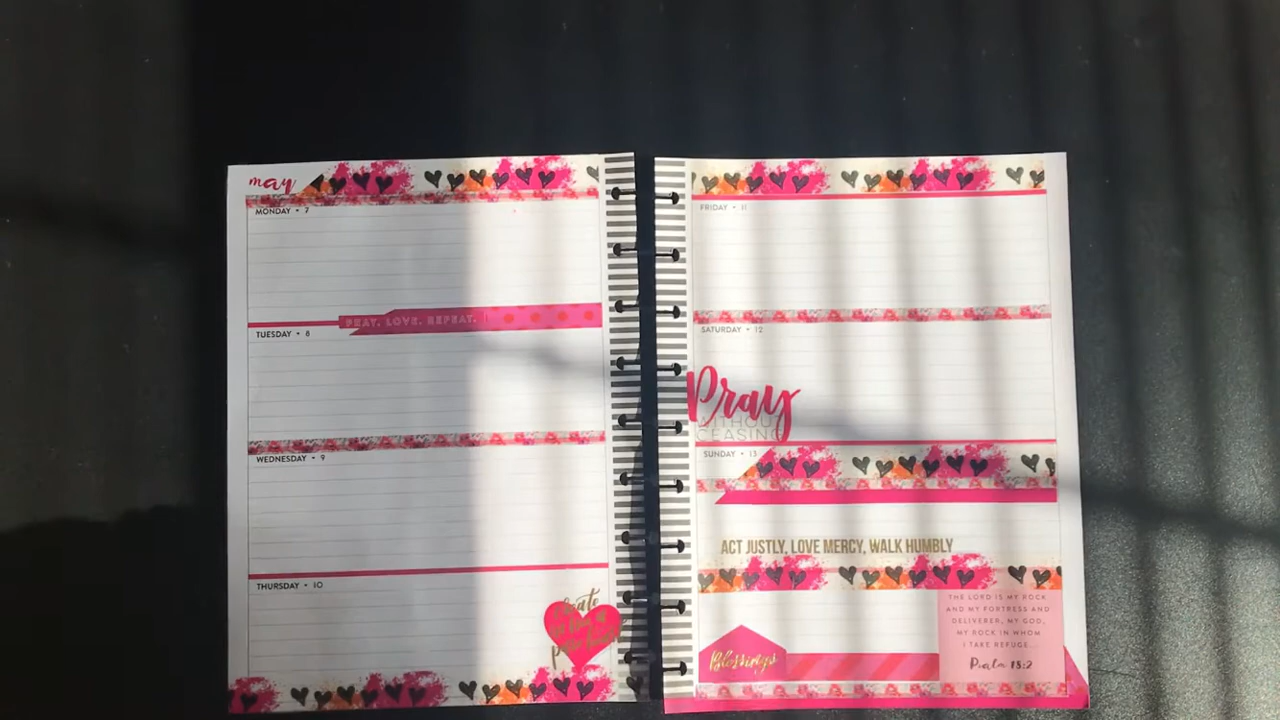 may
MONDAY • 7
PRAY. LOVE. REPEAT.
TUESDAY • 8
WEDNESDAY • 9
THURSDAY • 10
FRIDAY • 11
SATURDAY • 12
Pray
WITHOUT
CEASING
SUNDAY • 13
ACT JUSTLY, LOVE MERCY, WALK HUMBLY
Blessings
THE LORD IS MY ROCK
AND MY FORTRESS AND
DELIVERER, MY GOD,
MY ROCK IN WHOM
I TAKE REFUGE...
Psalm 18:2